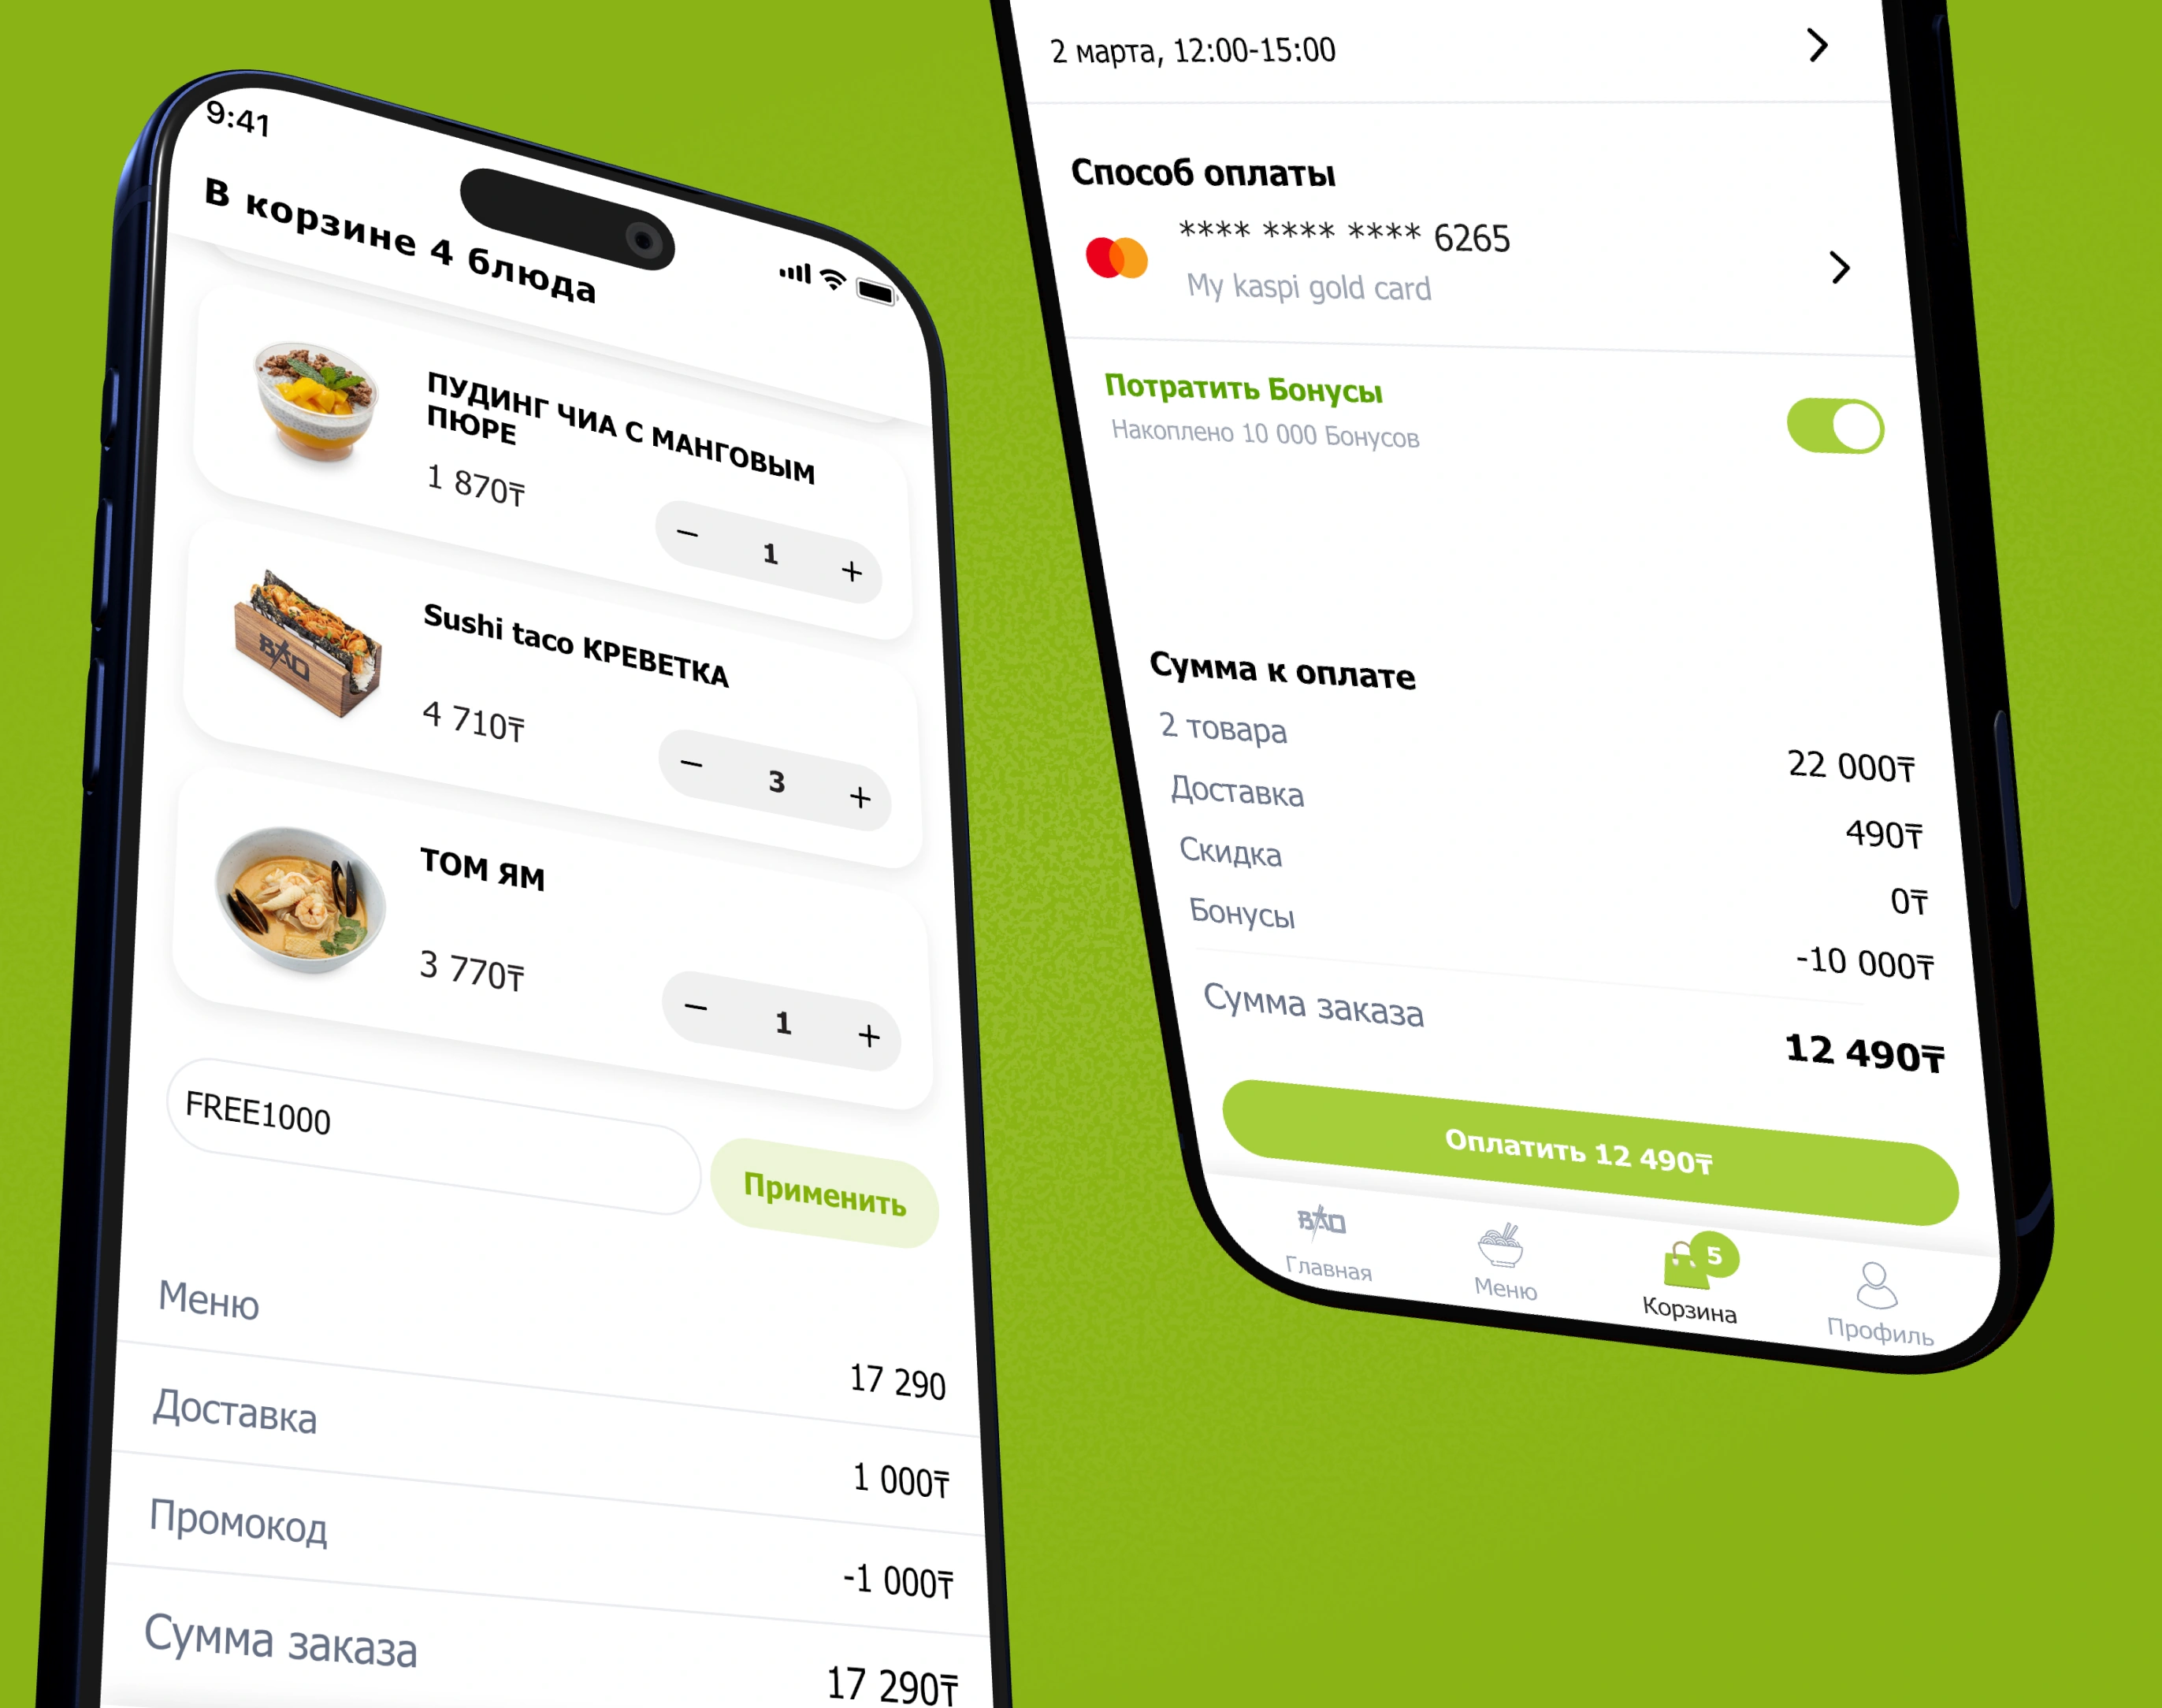 9:41
В корзине 4 блюда
ПУДИНГ ЧИА С МАНГОВЫМ
ПЮРЕ
1 870₸
− 1 +
Sushi taco КРЕВЕТКА
BAO
4 710₸
− 3 +
ТОМ ЯМ
3 770₸
− 1 +
FREE1000
Применить
Меню
17 290
Доставка
1 000₸
Промокод
-1 000₸
Сумма заказа
17 290₸
2 марта, 12:00-15:00
Способ оплаты
**** **** **** 6265
My kaspi gold card
Потратить Бонусы
Накоплено 10 000 Бонусов
Сумма к оплате
2 товара
22 000₸
Доставка
490₸
Скидка
0₸
Бонусы
-10 000₸
Сумма заказа
12 490₸
Оплатить 12 490₸
BAO
5
Главная
Меню
Корзина
Профиль